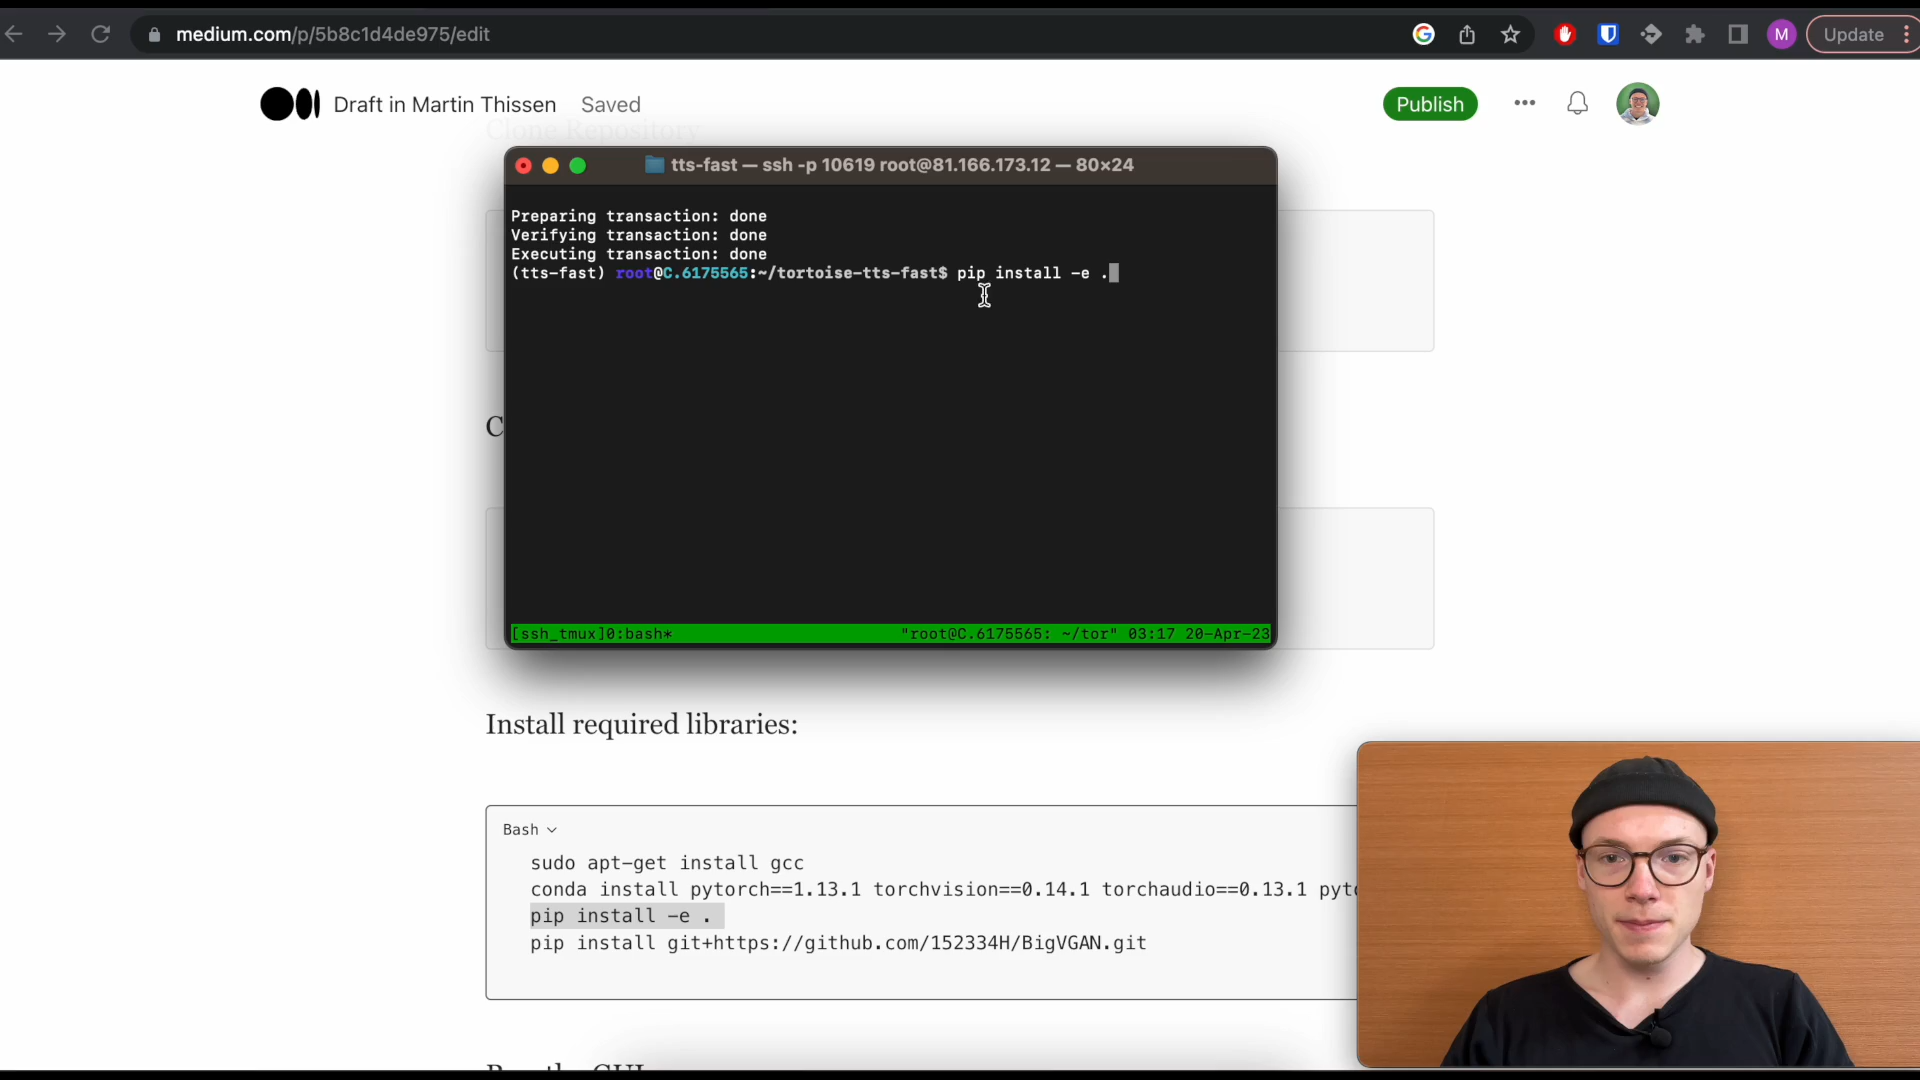 medium.com/p/5b8c1d4de975/edit
M
Update
Draft in Martin Thissen Saved
Publish
Clone Repository
tts-fast — ssh -p 10619 root@81.166.173.12 — 80×24
Preparing transaction: done
Verifying transaction: done
Executing transaction: done
(tts-fast) root@C.6175565:~/tortoise-tts-fast$ pip install -e .
C
[ssh_tmux]0:bash* "root@C.6175565: ~/tor" 03:17 20-Apr-23
Install required libraries:
Bash
sudo apt-get install gcc
conda install pytorch==1.13.1 torchvision==0.14.1 torchaudio==0.13.1 pyto
pip install -e .
pip install git+https://github.com/152334H/BigVGAN.git